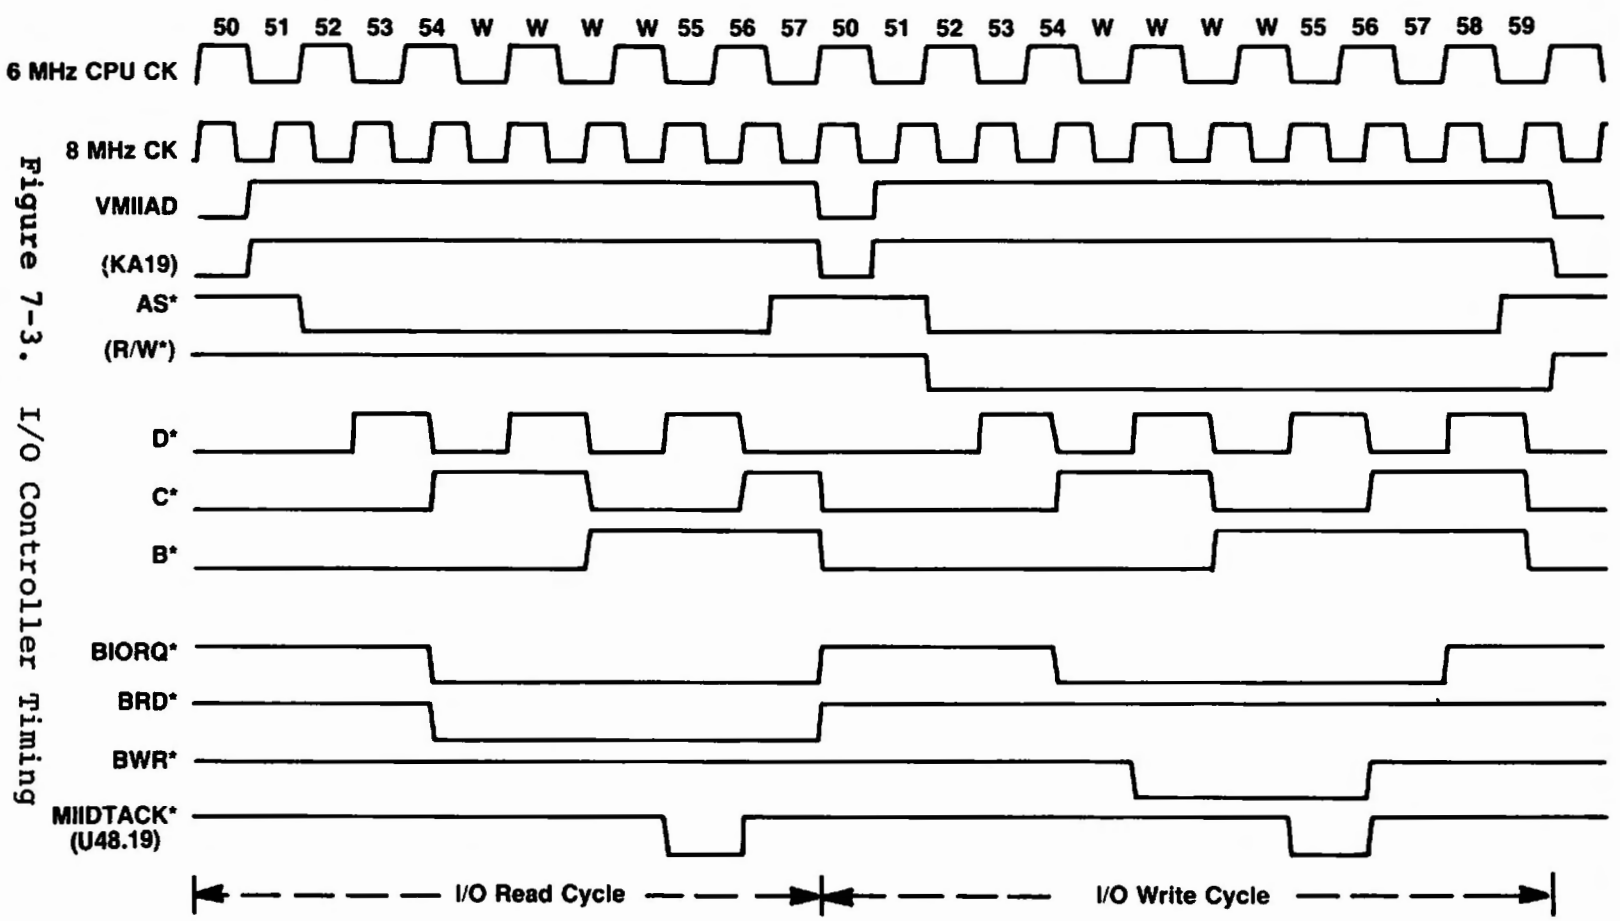 50 51 52 53 54 W W W W 55 56 57 50 51 52 53 54 W W W W 55 56 57 58 59
6 MHz CPU CK
8 MHz CK
VMIIAD
(KA19)
AS*
(R/W*)
D*
C*
B*
BIORQ*
BRD*
BWR*
MIIDTACK*
(U48.19)
I/O Read Cycle
I/O Write Cycle
Figure 7-3. I/O Controller Timing